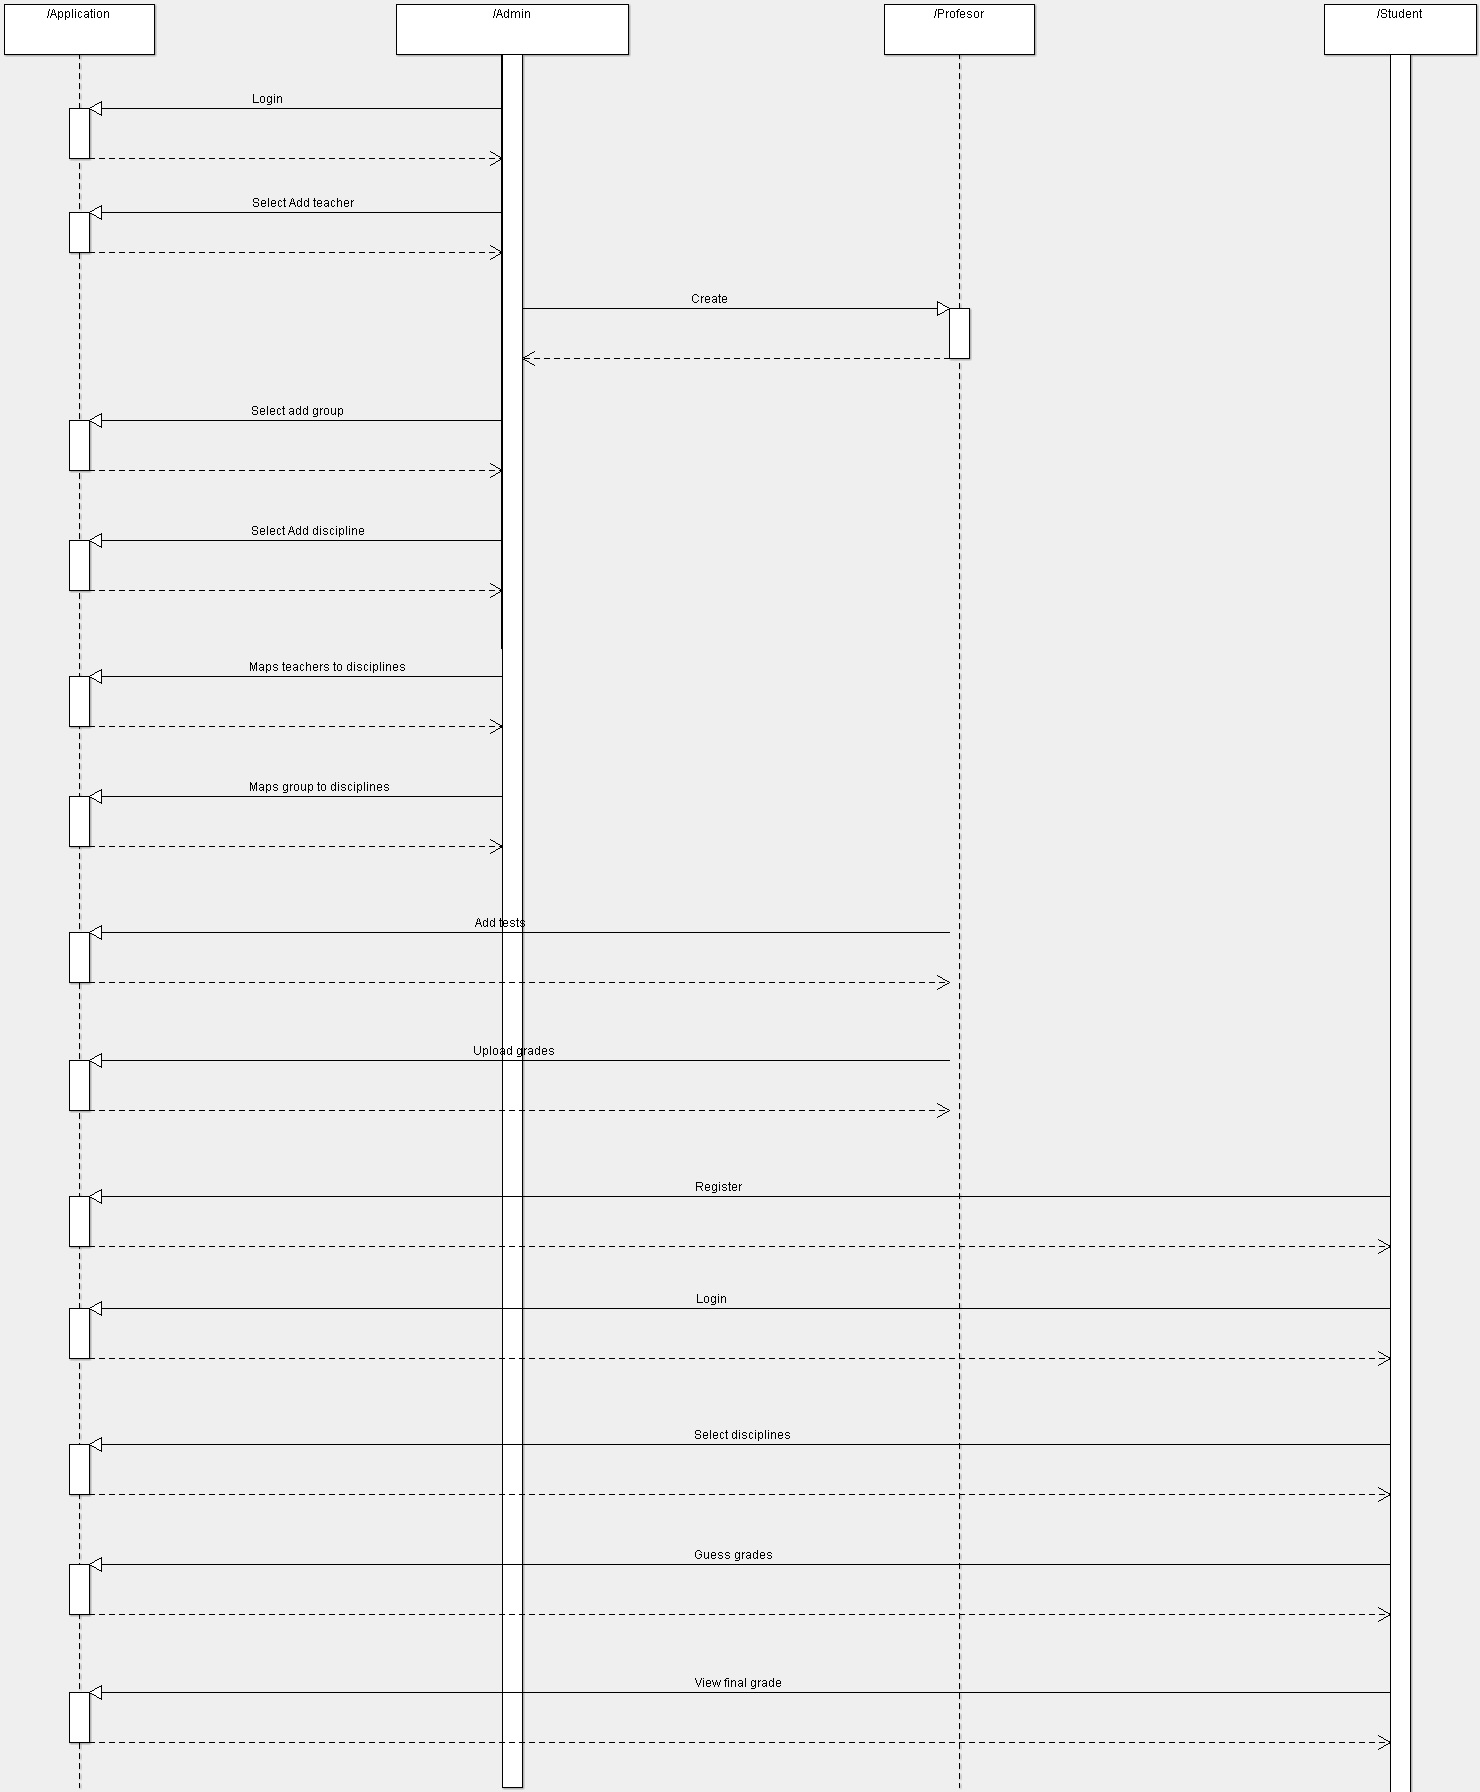 /Application
/Admin
/Profesor
/Student
Login
Select Add teacher
Create
Select add group
Select Add discipline
Maps teachers to disciplines
Maps group to disciplines
Add tests
Upload grades
Register
Login
Select disciplines
Guess grades
View final grade